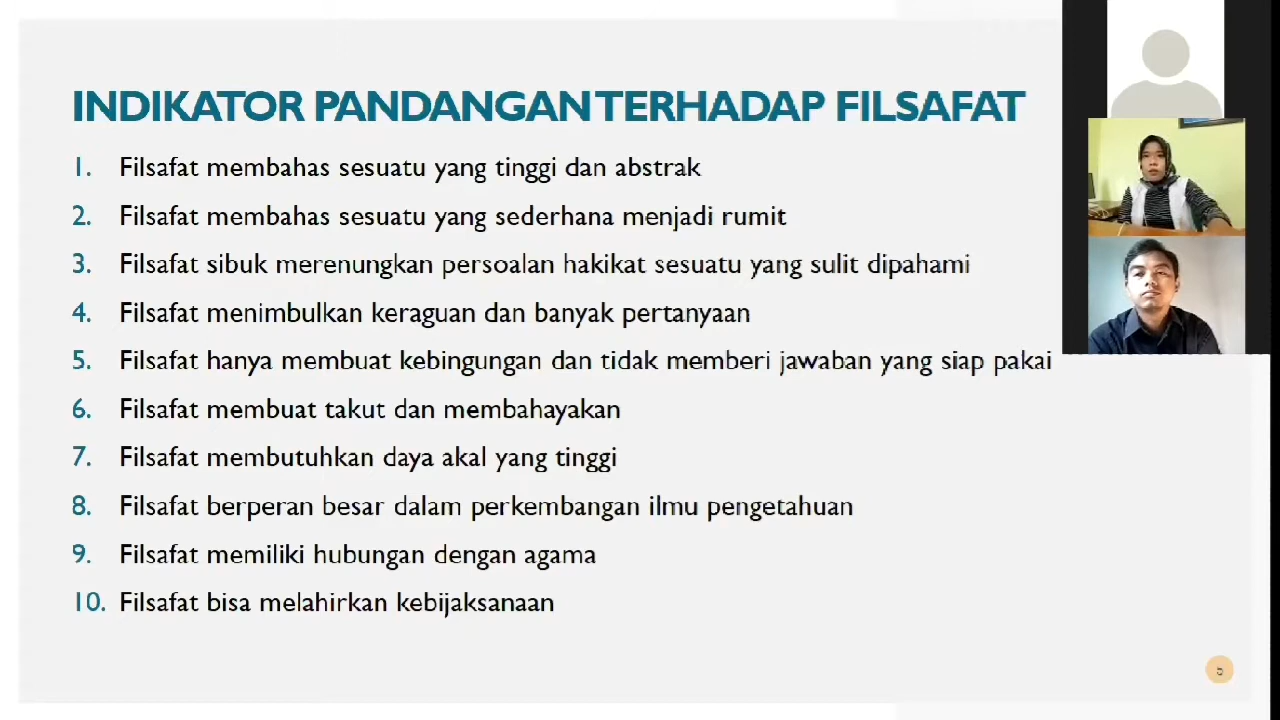 INDIKATOR PANDANGAN TERHADAP FILSAFAT
1. Filsafat membahas sesuatu yang tinggi dan abstrak
2. Filsafat membahas sesuatu yang sederhana menjadi rumit
3. Filsafat sibuk merenungkan persoalan hakikat sesuatu yang sulit dipahami
4. Filsafat menimbulkan keraguan dan banyak pertanyaan
5. Filsafat hanya membuat kebingungan dan tidak memberi jawaban yang siap pakai
6. Filsafat membuat takut dan membahayakan
7. Filsafat membutuhkan daya akal yang tinggi
8. Filsafat berperan besar dalam perkembangan ilmu pengetahuan
9. Filsafat memiliki hubungan dengan agama
10. Filsafat bisa melahirkan kebijaksanaan
5